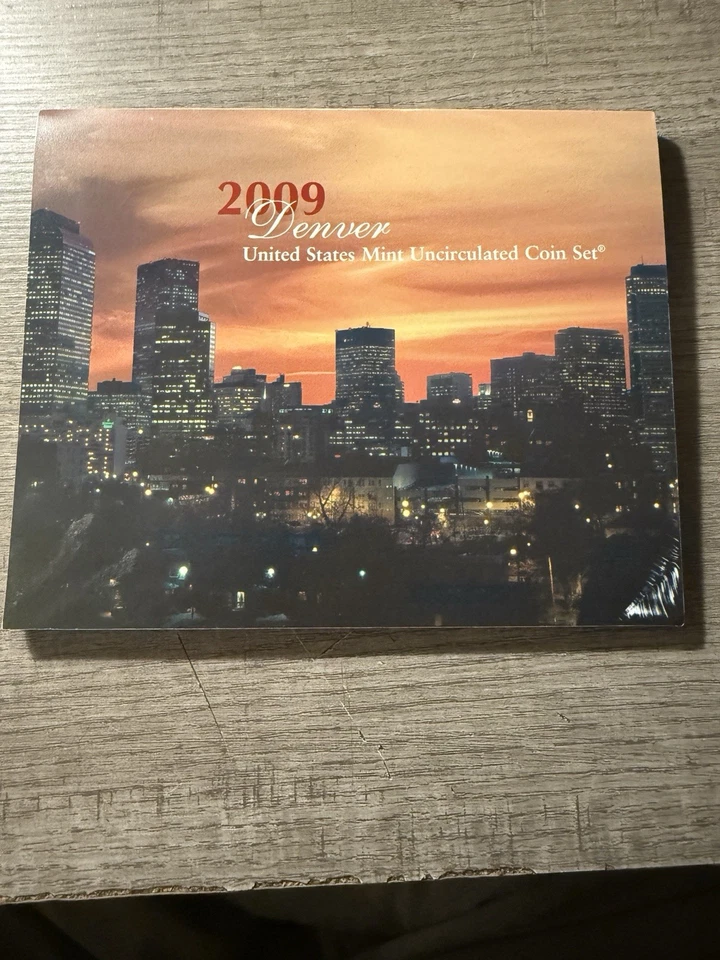 2009
Denver
United States Mint Uncirculated Coin Set®